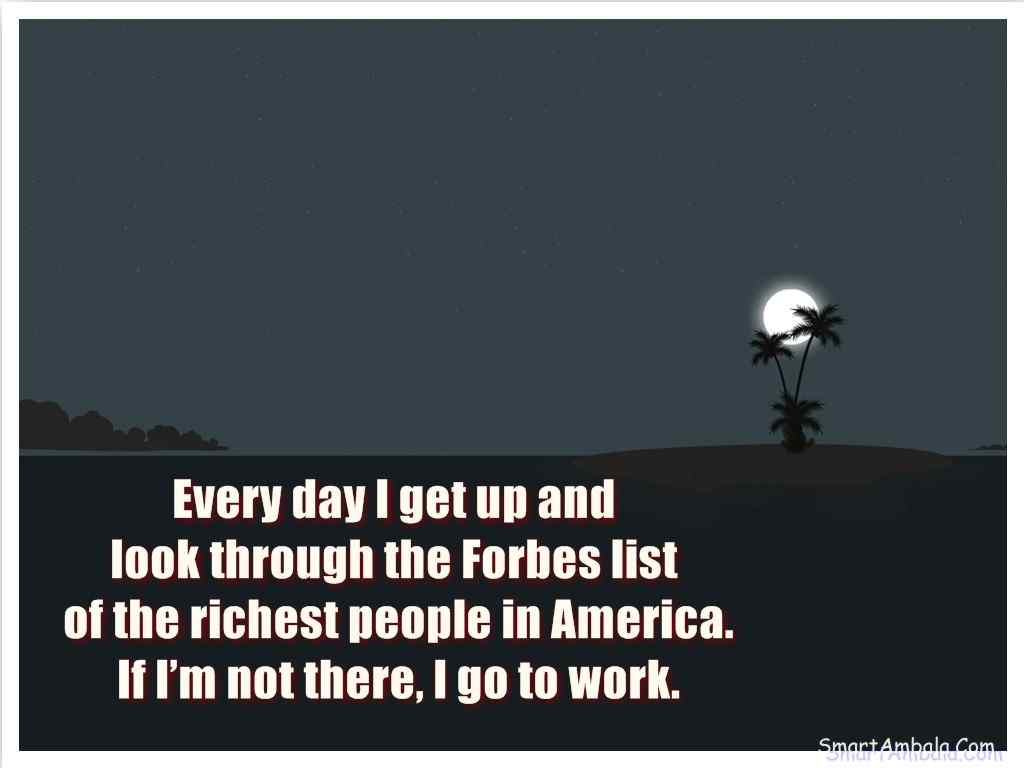 Every day I get up and
look through the Forbes list
of the richest people in America.
If I’m not there, I go to work.
SmartAmbala.Com